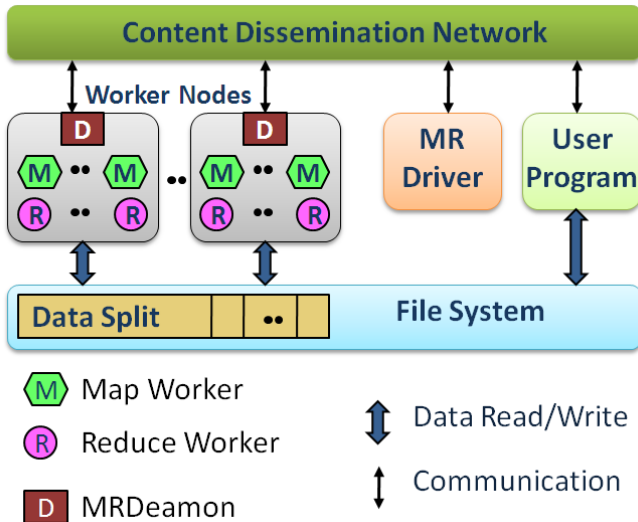 Content Dissemination Network
Worker Nodes
D
D
MR
Driver
User
Program
M •• M
•• 
M •• M
R •• R
R •• R
Data Split
••
File System
M Map Worker
R Reduce Worker
D MRDeamon
Data Read/Write
Communication